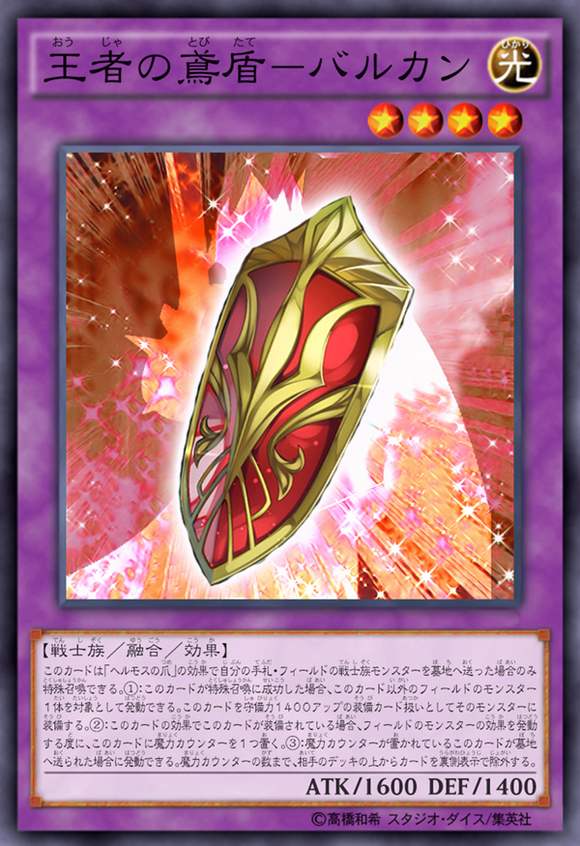 王者の鳶盾－バルカン
光
【戦士族／融合／効果】
このカードは「ヘルモスの爪」の効果で自分の手札・フィールドの戦士族モンスターを墓地へ送った場合のみ
特殊召喚できる。①：このカードが特殊召喚に成功した場合、このカード以外のフィールドのモンスター
１体を対象として発動できる。このカードを守備力１４００アップの装備カード扱いとしてそのモンスターに
装備する。②：このカードの効果でこのカードが装備されている場合、フィールドのモンスターの効果を発動
する度に、このカードに魔力カウンターを１つ置く。③：魔力カウンターが置かれているこのカードが墓地
へ送られた場合に発動できる。魔力カウンターの数まで、相手のデッキの上からカードを裏側表示で除外する。
ATK/1600 DEF/1400
©高橋和希 スタジオ・ダイス/集英社